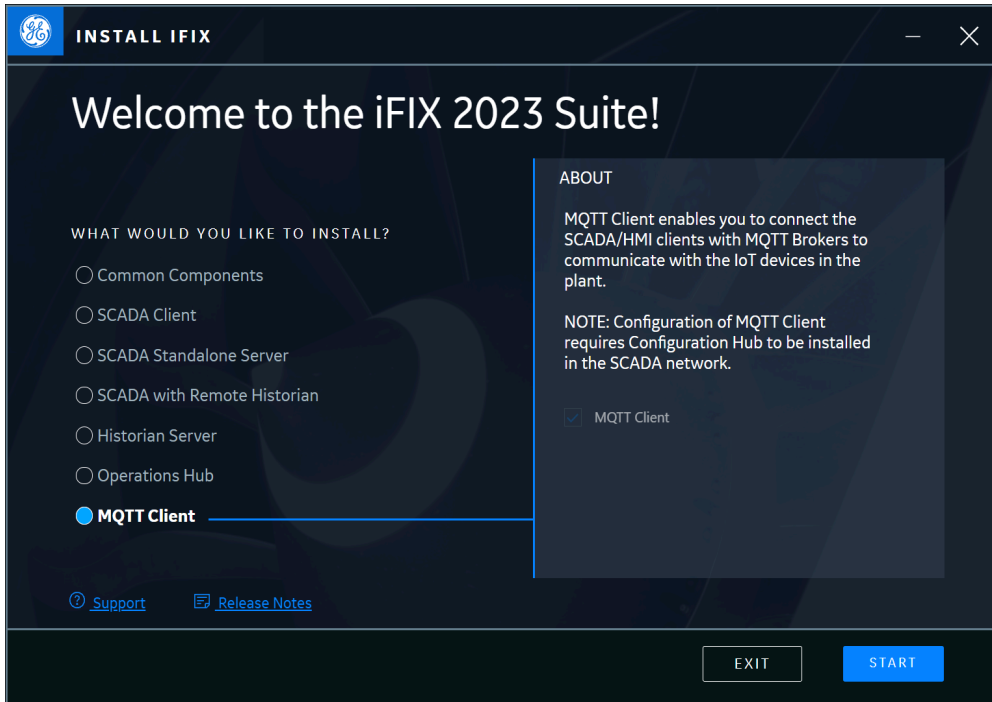 INSTALL IFIX
Welcome to the iFIX 2023 Suite!
WHAT WOULD YOU LIKE TO INSTALL?
Common Components
SCADA Client
SCADA Standalone Server
SCADA with Remote Historian
Historian Server
Operations Hub
MQTT Client
ABOUT
MQTT Client enables you to connect the
SCADA/HMI clients with MQTT Brokers to
communicate with the IoT devices in the
plant.
NOTE: Configuration of MQTT Client
requires Configuration Hub to be installed
in the SCADA network.
MQTT Client
Support
Release Notes
EXIT
START